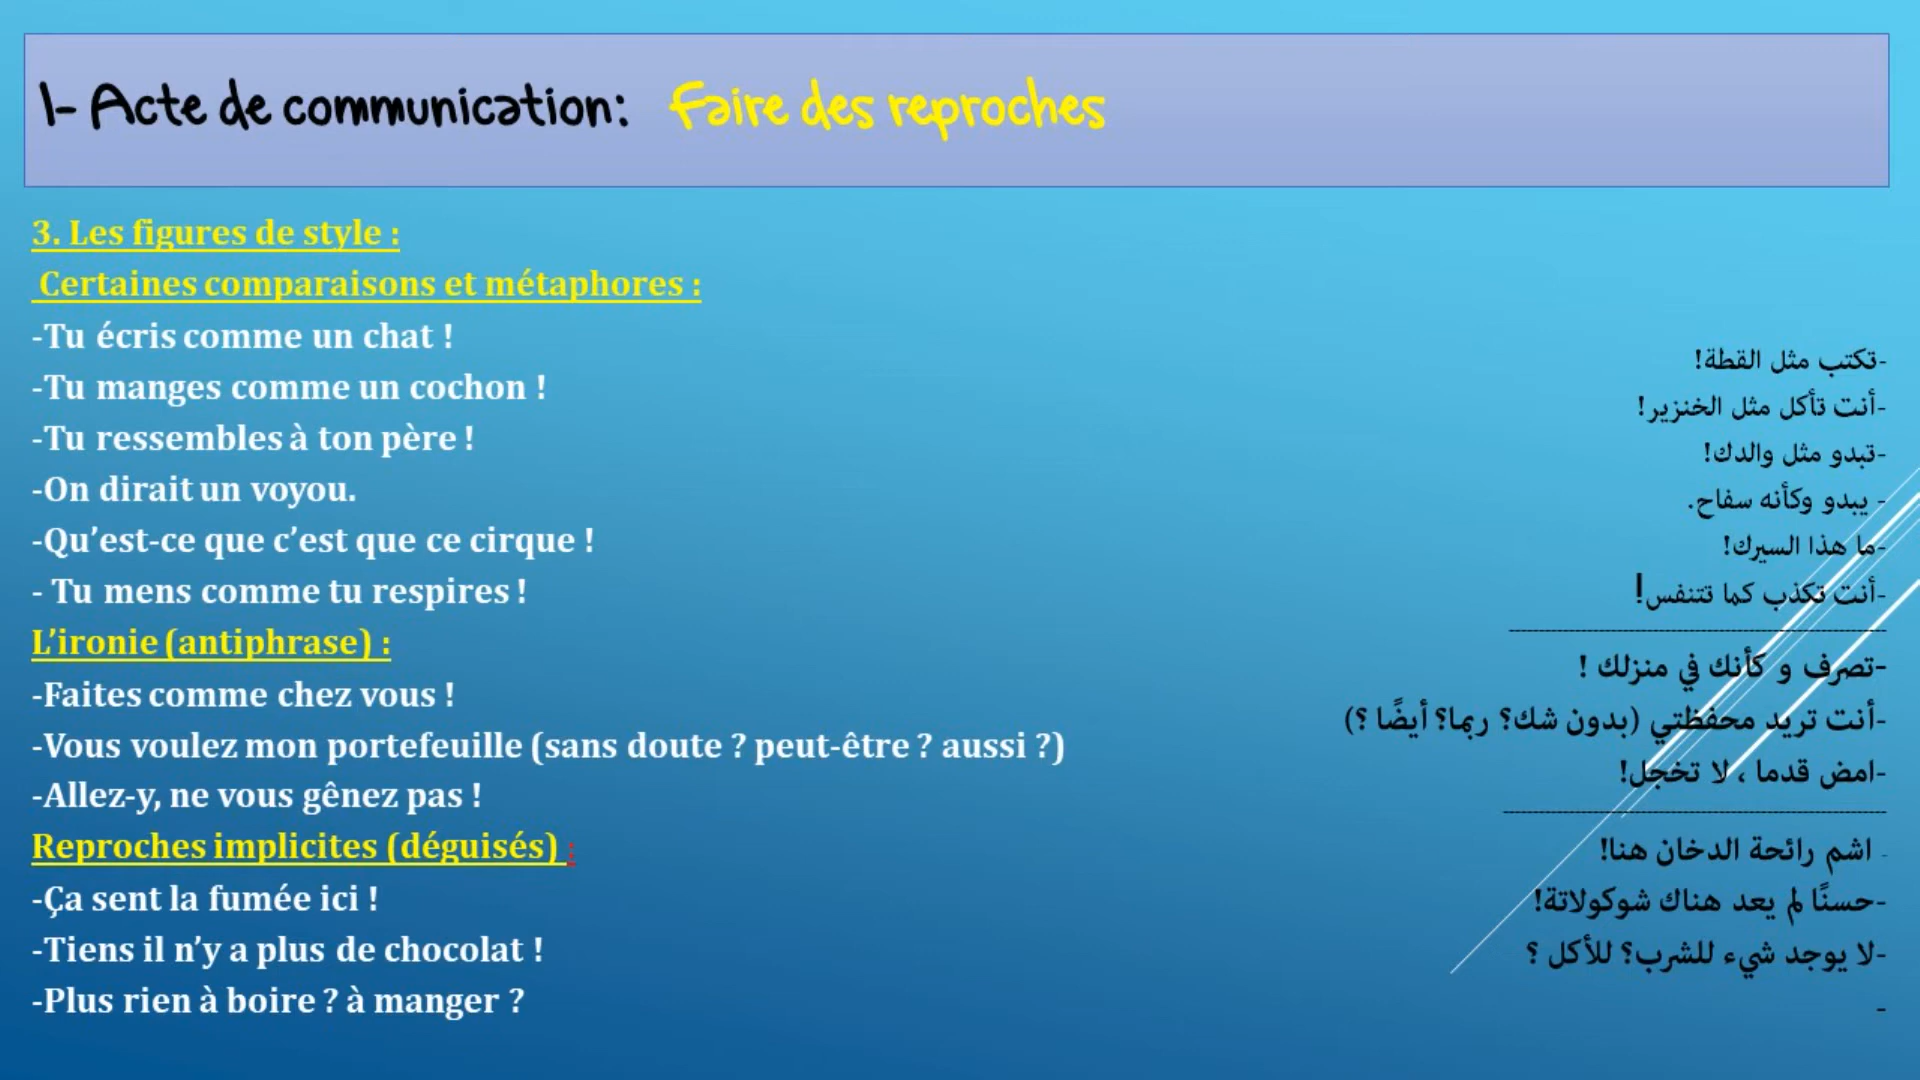 1- Acte de communication: Faire des reproches
3. Les figures de style :
Certaines comparaisons et métaphores :
-Tu écris comme un chat !
-Tu manges comme un cochon !
-Tu ressembles à ton père !
-On dirait un voyou.
-Qu’est-ce que c’est que ce cirque !
- Tu mens comme tu respires !
L’ironie (antiphrase) :
-Faites comme chez vous !
-Vous voulez mon portefeuille (sans doute ? peut-être ? aussi ?)
-Allez-y, ne vous gênez pas !
Reproches implicites (déguisés) :
-Ça sent la fumée ici !
-Tiens il n’y a plus de chocolat !
-Plus rien à boire ? à manger ?
-تكتب مثل القطة!
-أنت تأكل مثل الخنزير!
-تبدو مثل والدك!
- يبدو وكأنه سفاح.
-ما هذا السيرك!
-أنت تكذب كما تتنفس!
-تصرف و كأنك في منزلك !
-أنت تريد محفظتي (بدون شك؟ ربما؟ أيضًا ؟)
-امض قدما ، لا تخجل!
- اشم رائحة الدخان هنا!
-حسنًا لم يعد هناك شوكولاتة!
-لا يوجد شيء للشرب؟ للأكل ؟
-